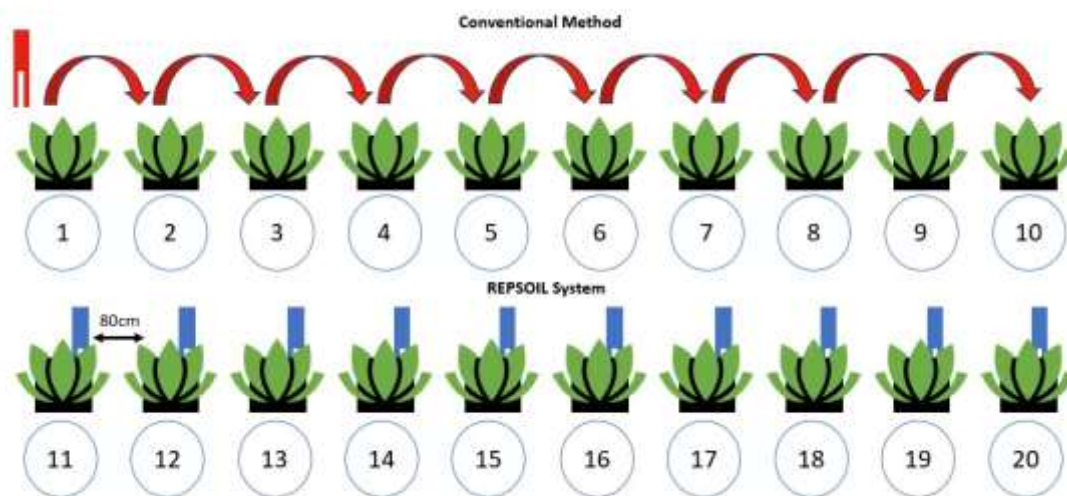 Conventional Method
1 2 3 4 5 6 7 8 9 10
REPSOIL System
80cm
11 12 13 14 15 16 17 18 19 20